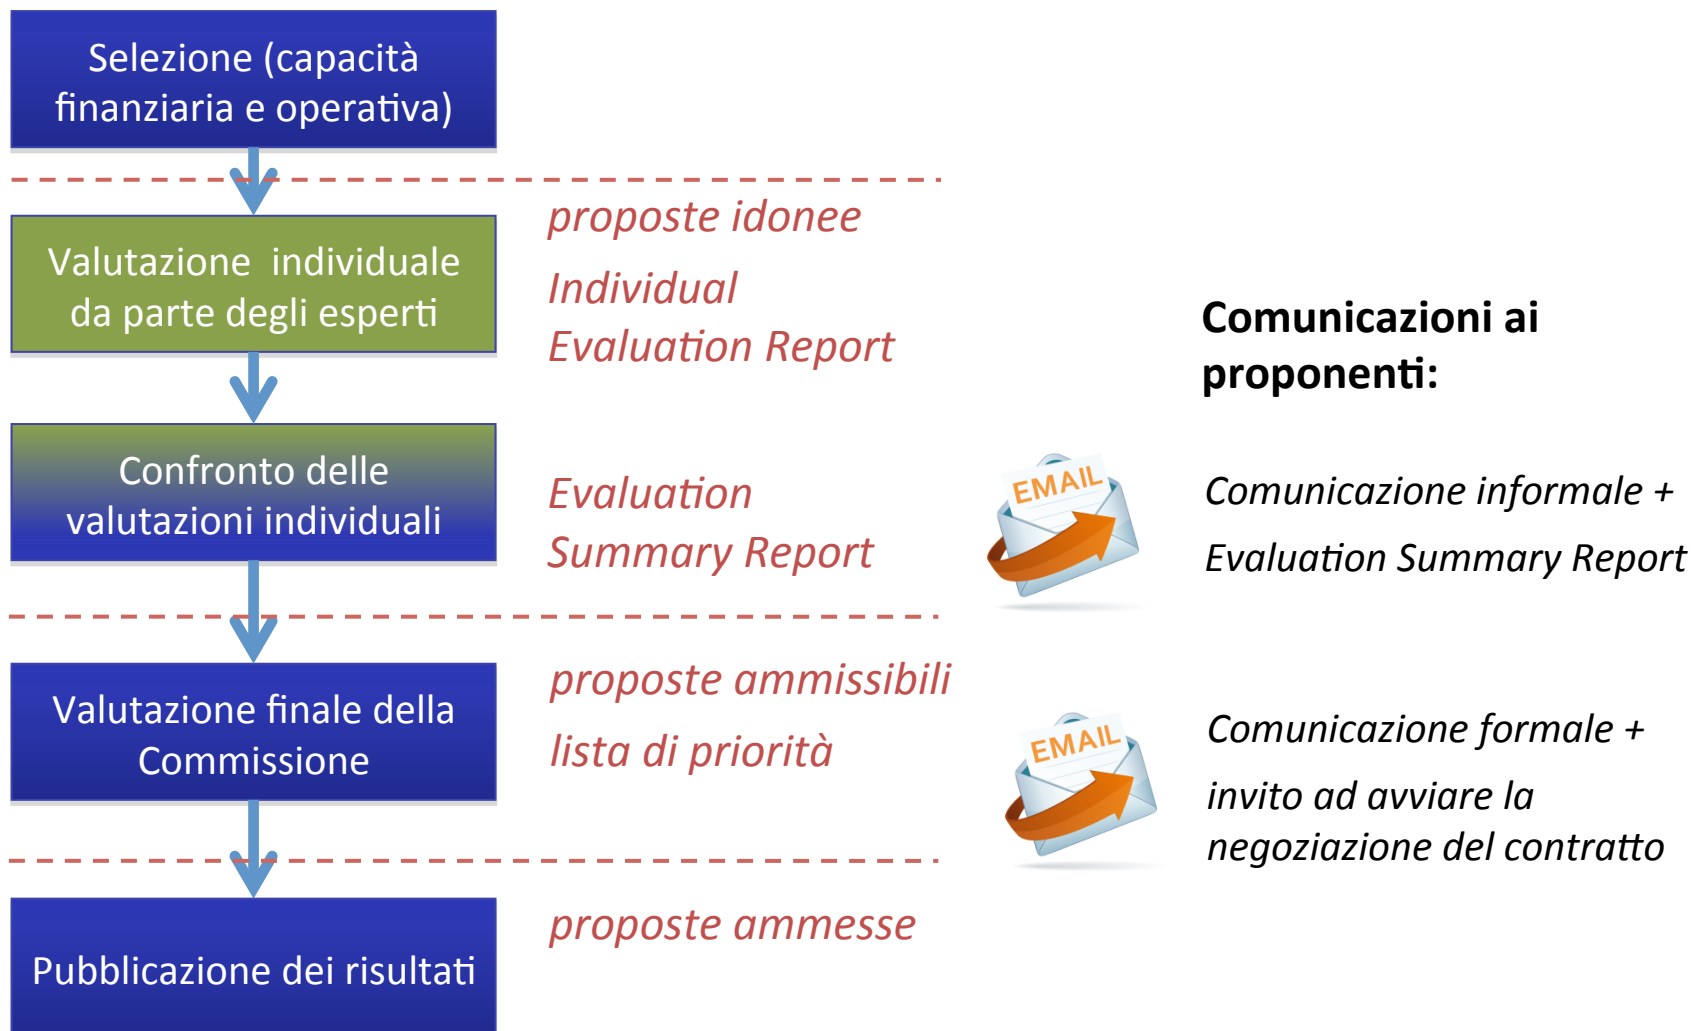 Selezione (capacità
finanziaria e operativa)
proposte idonee
Valutazione individuale
da parte degli esperti
Individual
Evaluation Report
Comunicazioni ai
proponenti:
Confronto delle
valutazioni individuali
Evaluation
Summary Report
EMAIL
Comunicazione informale +
Evaluation Summary Report
Valutazione finale della
Commissione
proposte ammissibili
lista di priorità
EMAIL
Comunicazione formale +
invito ad avviare la
negoziazione del contratto
Pubblicazione dei risultati
proposte ammesse